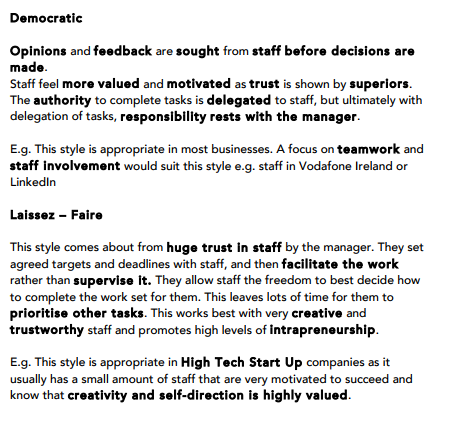 Democratic
Opinions and feedback are sought from staff before decisions are
made.
Staff feel more valued and motivated as trust is shown by superiors.
The authority to complete tasks is delegated to staff, but ultimately with
delegation of tasks, responsibility rests with the manager.
E.g. This style is appropriate in most businesses. A focus on teamwork and
staff involvement would suit this style e.g. staff in Vodafone Ireland or
LinkedIn
Laissez – Faire
This style comes about from huge trust in staff by the manager. They set
agreed targets and deadlines with staff, and then facilitate the work
rather than supervise it. They allow staff the freedom to best decide how
to complete the work set for them. This leaves lots of time for them to
prioritise other tasks. This works best with very creative and
trustworthy staff and promotes high levels of intrapreneurship.
E.g. This style is appropriate in High Tech Start Up companies as it
usually has a small amount of staff that are very motivated to succeed and
know that creativity and self-direction is highly valued.